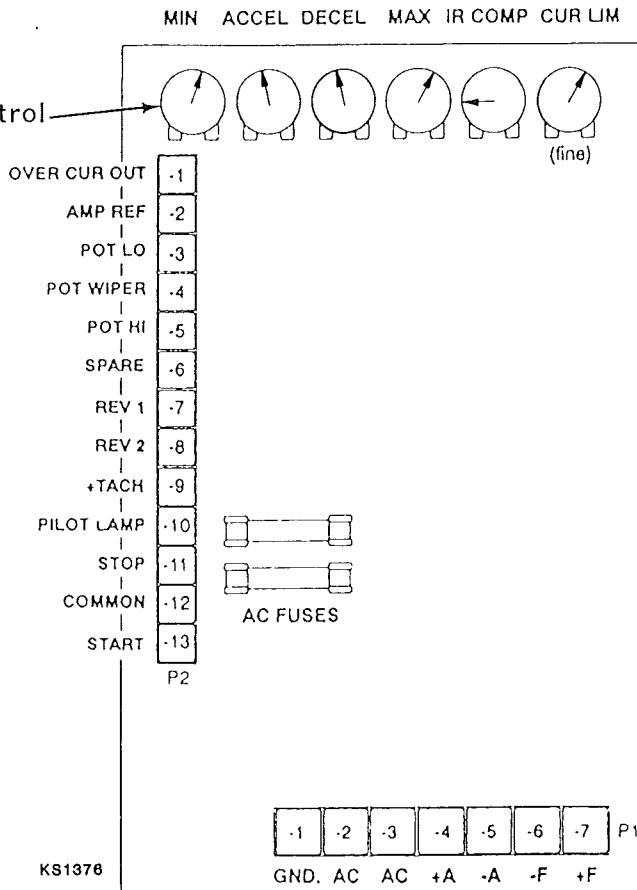 MIN ACCEL DECEL MAX IR COMP CUR LIM
trol
(fine)
OVER CUR OUT -1
AMP REF -2
POT LO -3
POT WIPER -4
POT HI -5
SPARE -6
REV 1 -7
REV 2 -8
+TACH -9
PILOT LAMP -10
STOP -11
COMMON -12
START -13
P2
AC FUSES
-1 -2 -3 -4 -5 -6 -7 P1
GND. AC AC +A -A -F +F
KS1376